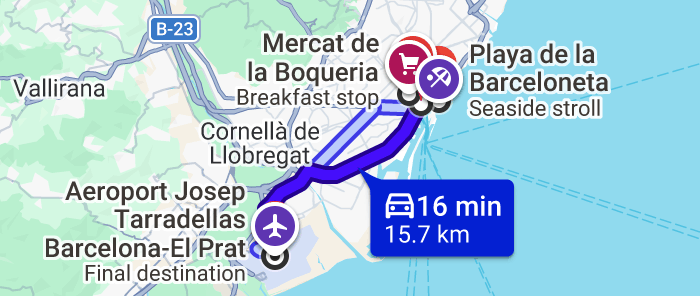 B-23
Mercat de
la Boqueria
Breakfast stop
Playa de la
Barceloneta
Seaside stroll
Vallirana
Cornellà de
Llobregat
Aeroport Josep
Tarradellas
Barcelona-El Prat
Final destination
16 min
15.7 km